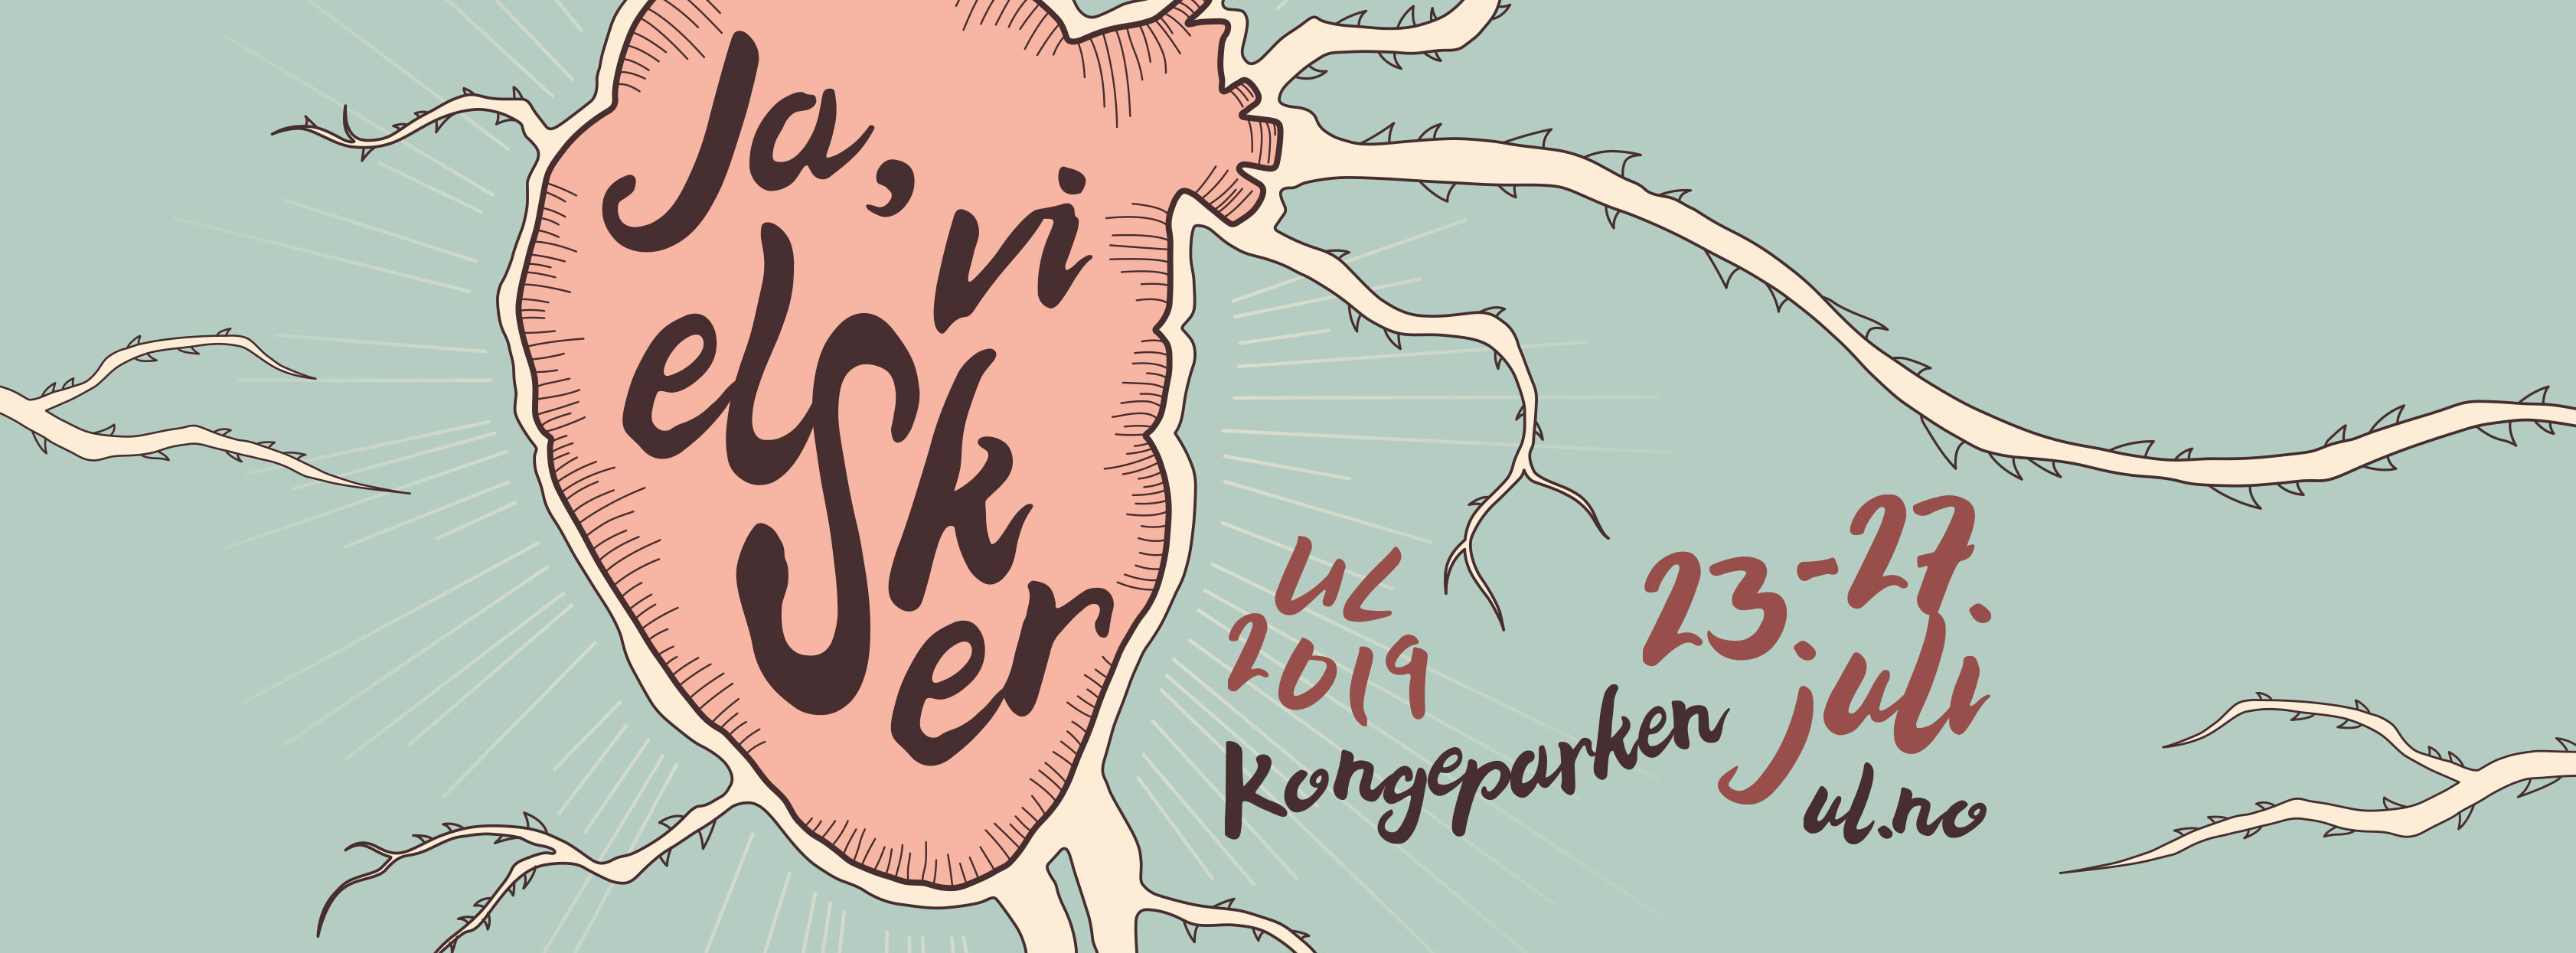 Ja, vi
elsker
UL
2019
23.-27.
juli
Kongeparken
ul.no